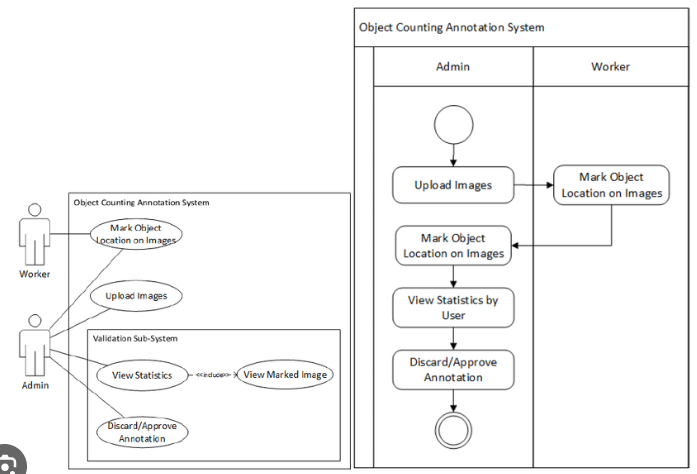 Object Counting Annotation System
Mark Object
Location on Images
Worker
Upload Images
Admin
Validation Sub-System
View Statistics
<<include>>
View Marked Image
Discard/Approve
Annotation
Object Counting Annotation System
Admin
Worker
Upload Images
Mark Object
Location on Images
Mark Object
Location on Images
View Statistics by
User
Discard/Approve
Annotation